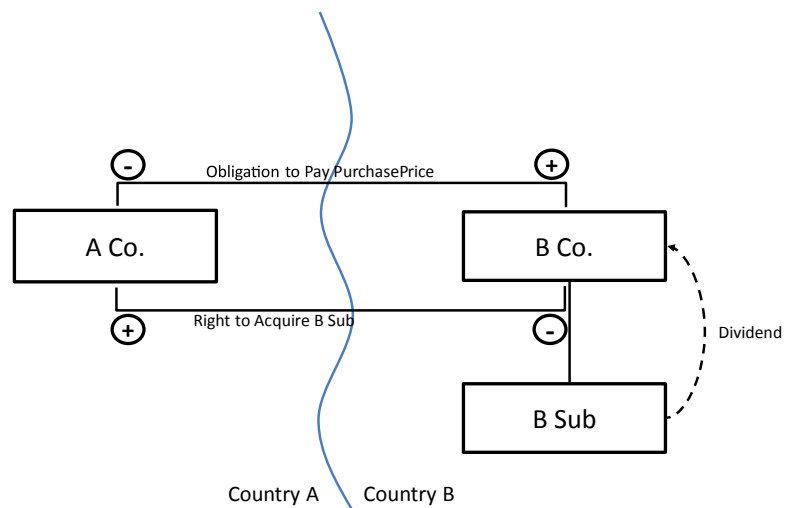 -
+
Obligation to Pay PurchasePrice
A Co.
B Co.
+
Right to Acquire B Sub
-
Dividend
B Sub
Country A
Country B